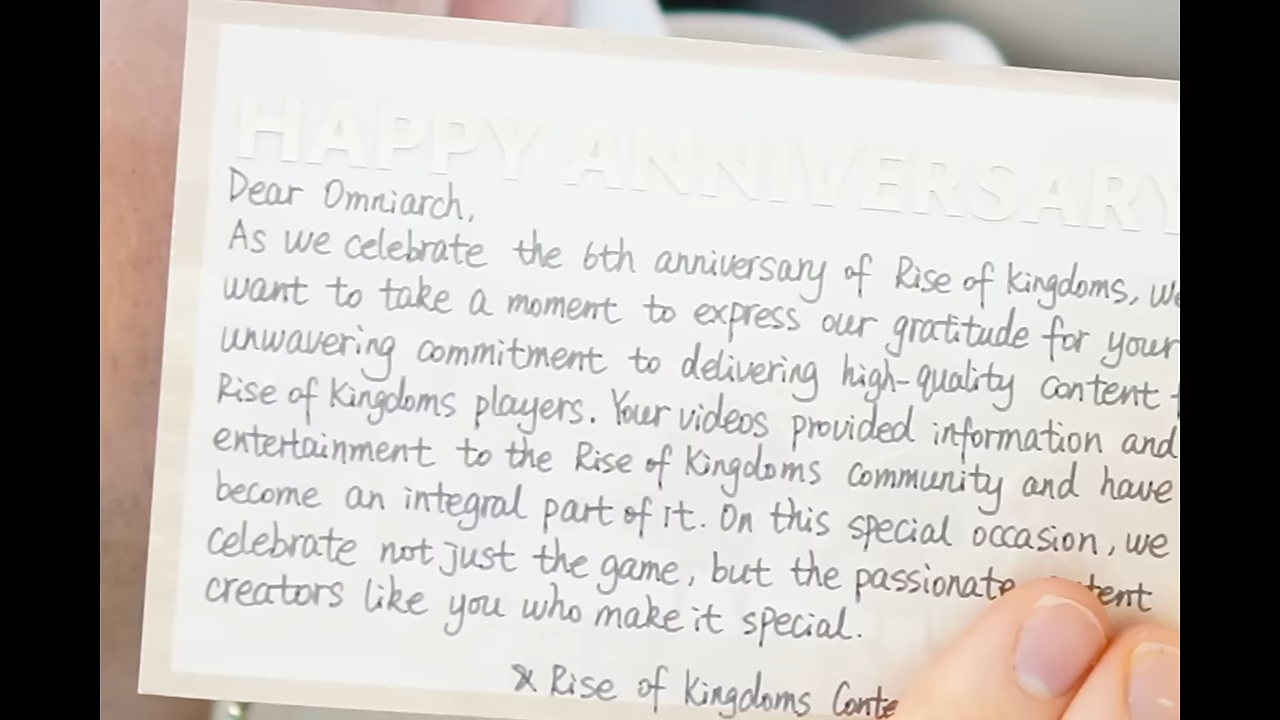 HAPPY ANNIVERSARY
Dear Omniarch,
As we celebrate the 6th anniversary of Rise of Kingdoms, we
want to take a moment to express our gratitude for your
unwavering commitment to delivering high-quality content
Rise of Kingdoms players. Your videos provided information and
entertainment to the Rise of Kingdoms community and have
become an integral part of it. On this special occasion, we
celebrate not just the game, but the passionate
creators like you who make it special.
Rise of Kingdoms